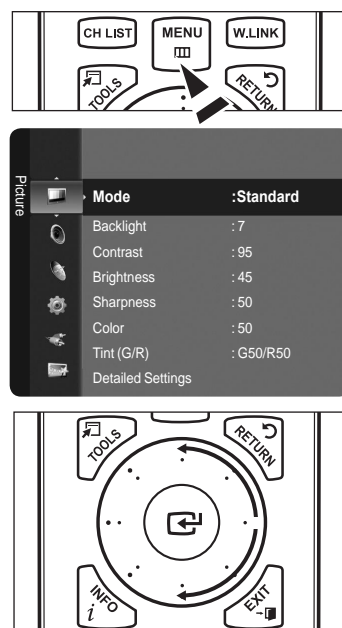 CH LIST MENU W.LINK
TOOLS RETURN
Picture
Mode :Standard
Backlight : 7
Contrast : 95
Brightness : 45
Sharpness : 50
Color : 50
Tint (G/R) : G50/R50
Detailed Settings
TOOLS RETURN
INFO EXIT
i